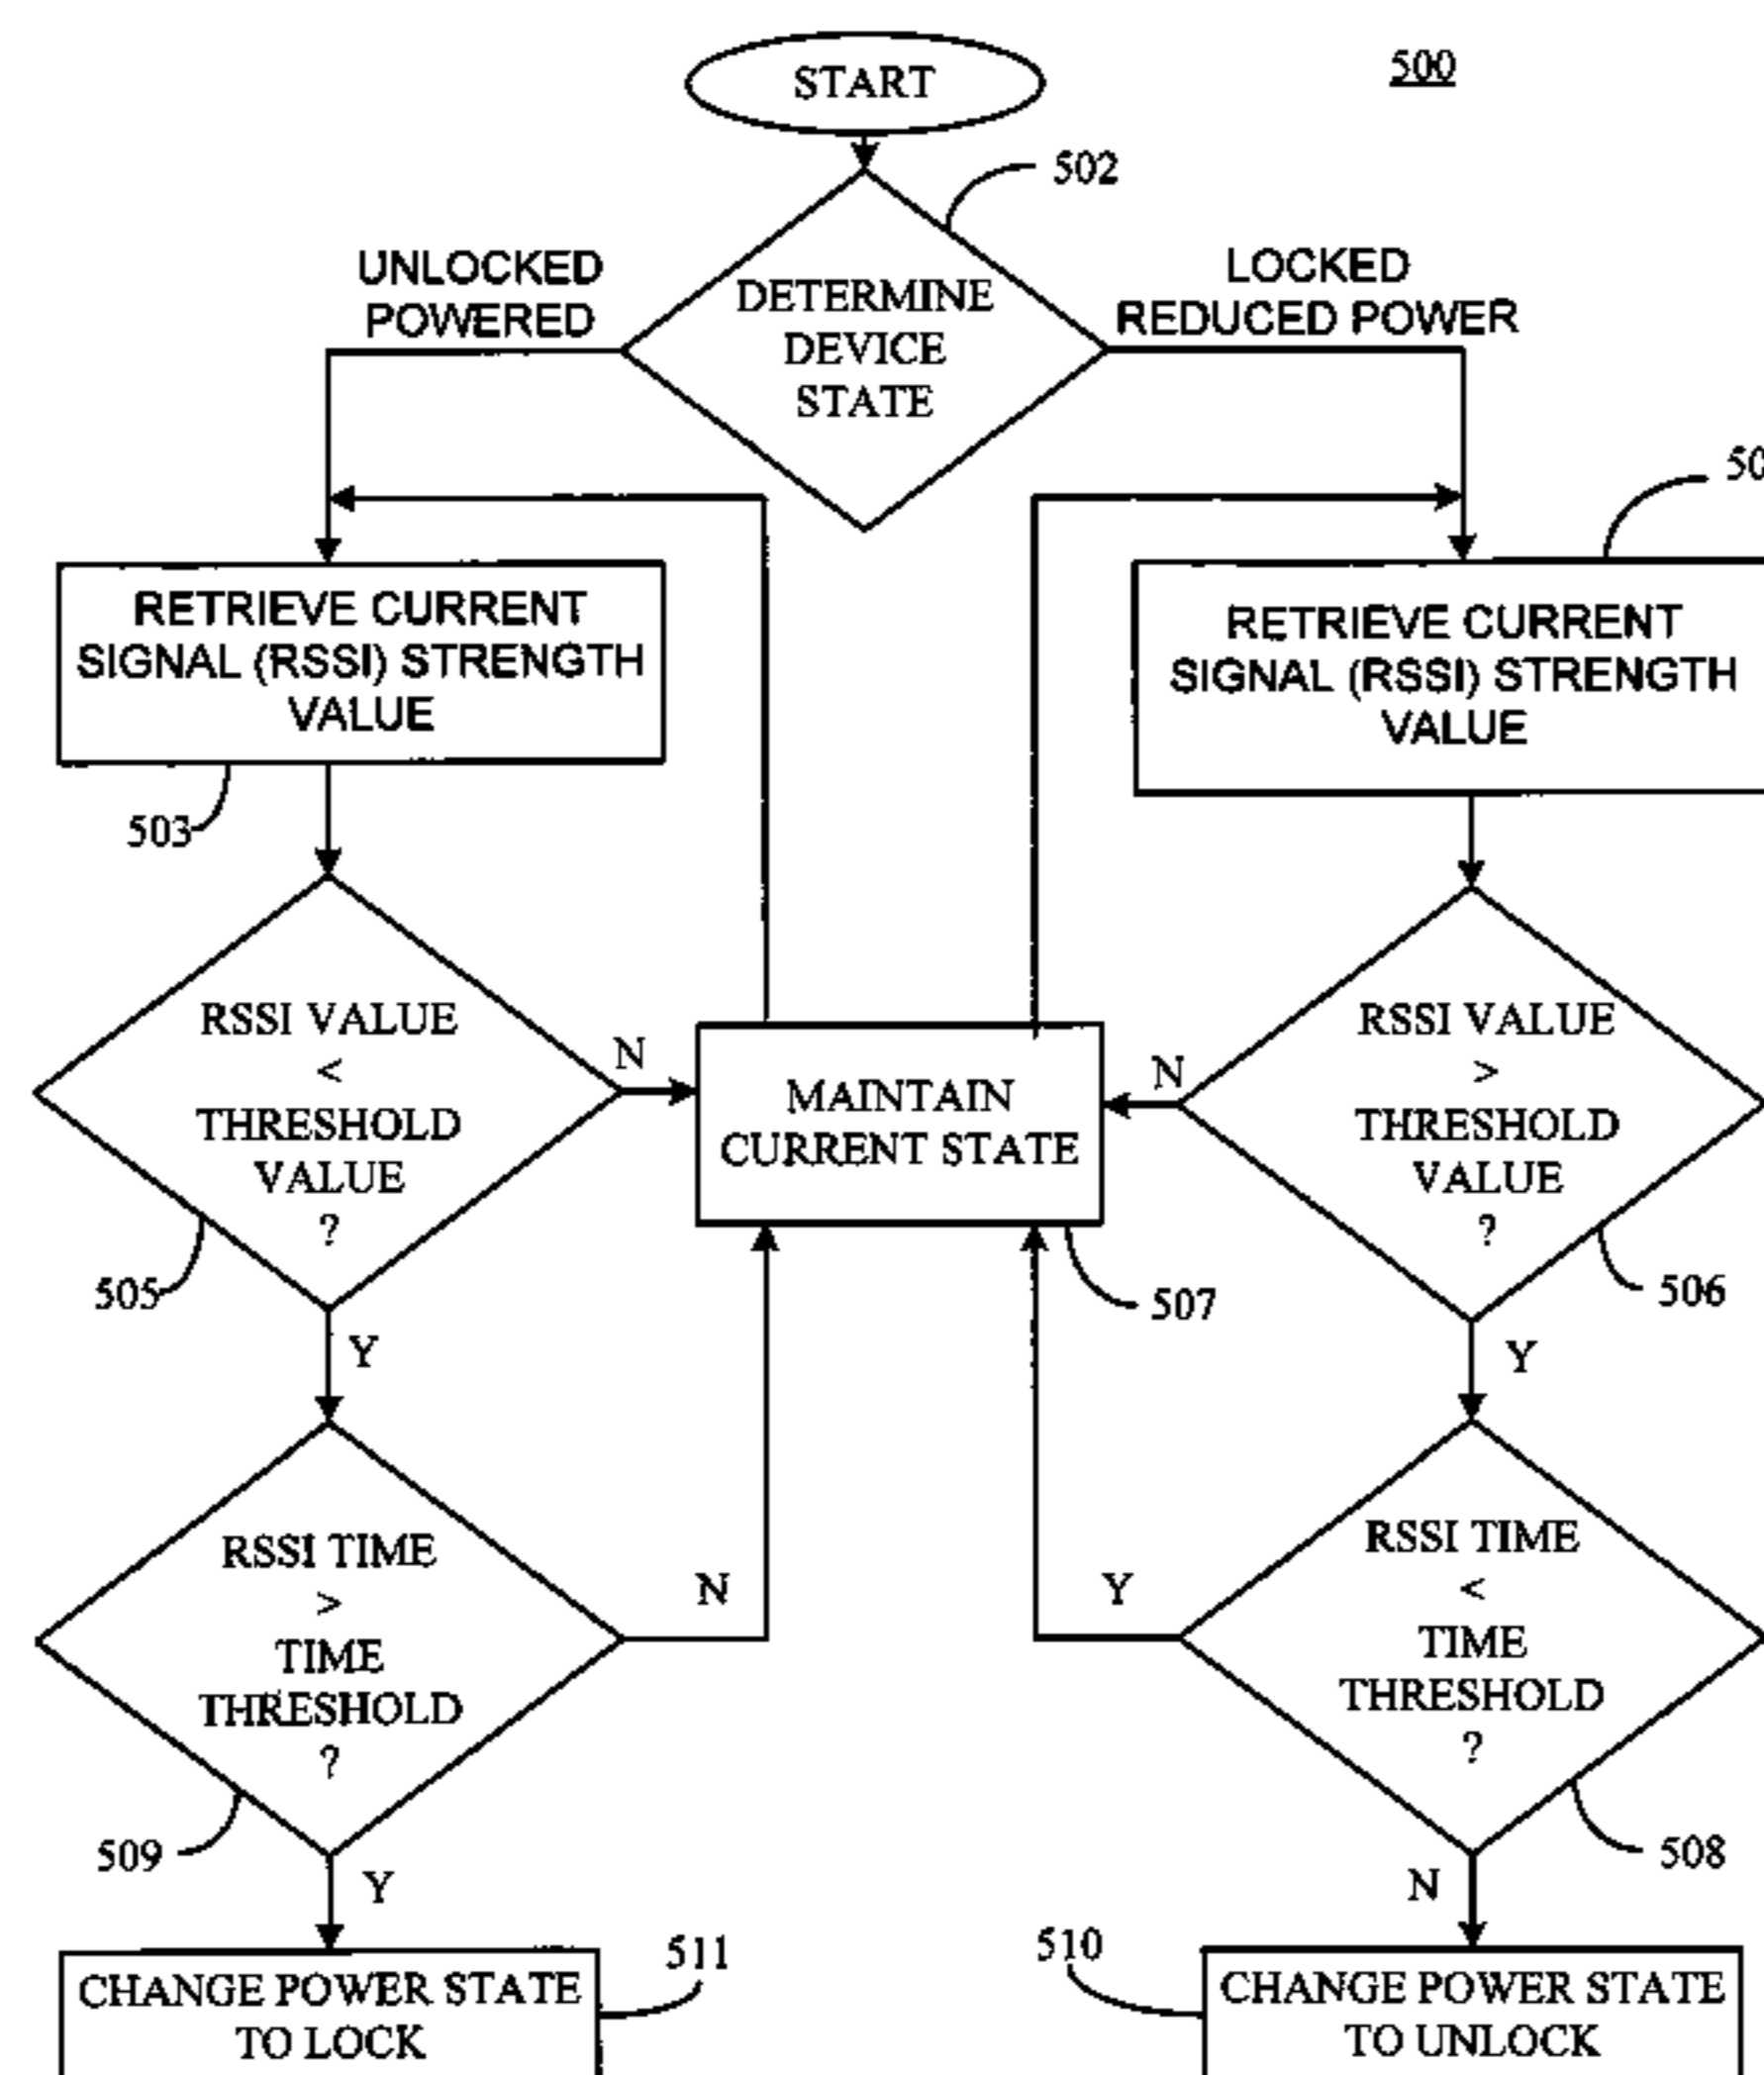 500
START
502
UNLOCKED
POWERED
LOCKED
REDUCED POWER
DETERMINE
DEVICE
STATE
RETRIEVE CURRENT
SIGNAL (RSSI) STRENGTH
VALUE
503
RETRIEVE CURRENT
SIGNAL (RSSI) STRENGTH
VALUE
RSSI VALUE
<
THRESHOLD
VALUE
?
505
N
Y
MAINTAIN
CURRENT STATE
507
N
RSSI VALUE
>
THRESHOLD
VALUE
?
506
Y
RSSI TIME
>
TIME
THRESHOLD
?
509
N
Y
RSSI TIME
<
TIME
THRESHOLD
?
508
Y
N
CHANGE POWER STATE
TO LOCK
511
510
CHANGE POWER STATE
TO UNLOCK